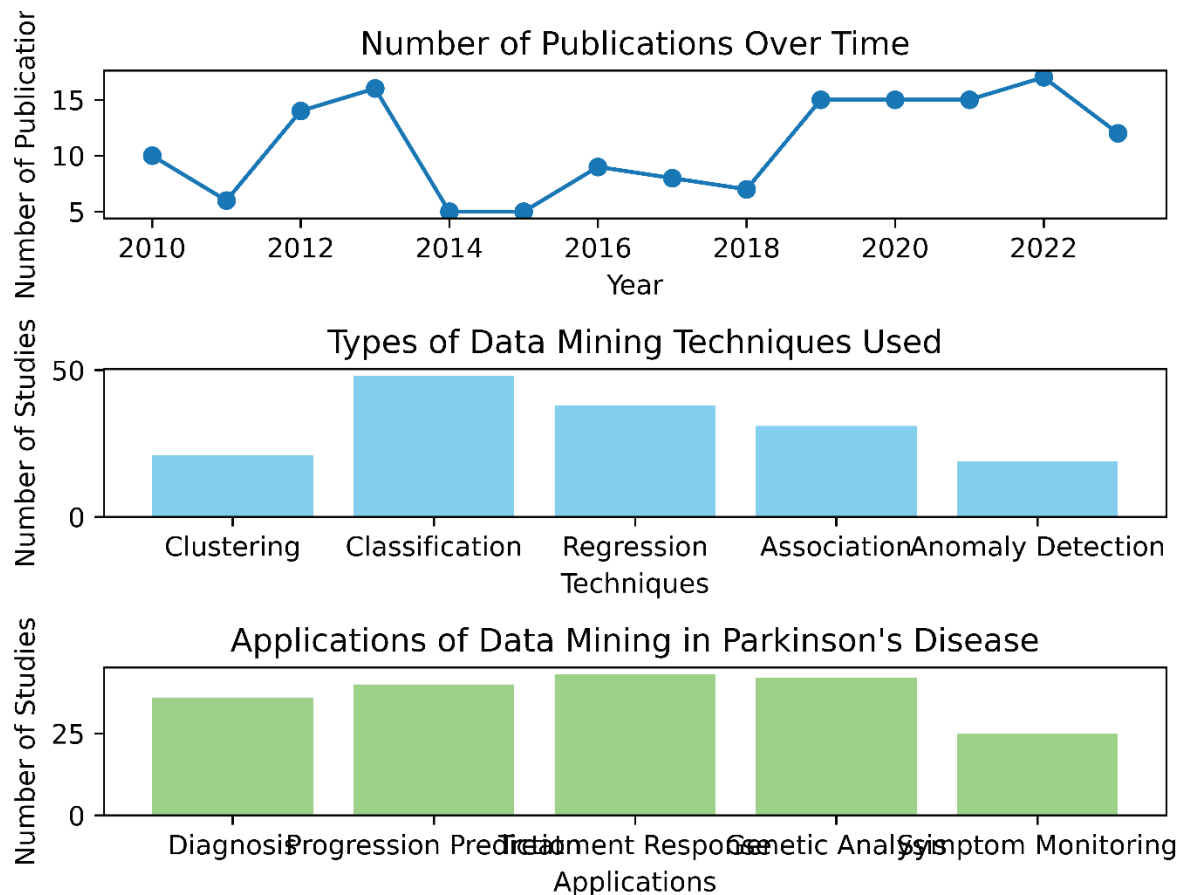 Number of Publications Over Time
Number of Publication
15
10
5
2010 2012 2014 2016 2018 2020 2022
Year
Types of Data Mining Techniques Used
Number of Studies
50
0
Clustering Classification Regression Association Anomaly Detection
Techniques
Applications of Data Mining in Parkinson's Disease
Number of Studies
25
0
Diagnosis Progression Prediction Treatment Response Genetic Analysis Symptom Monitoring
Applications